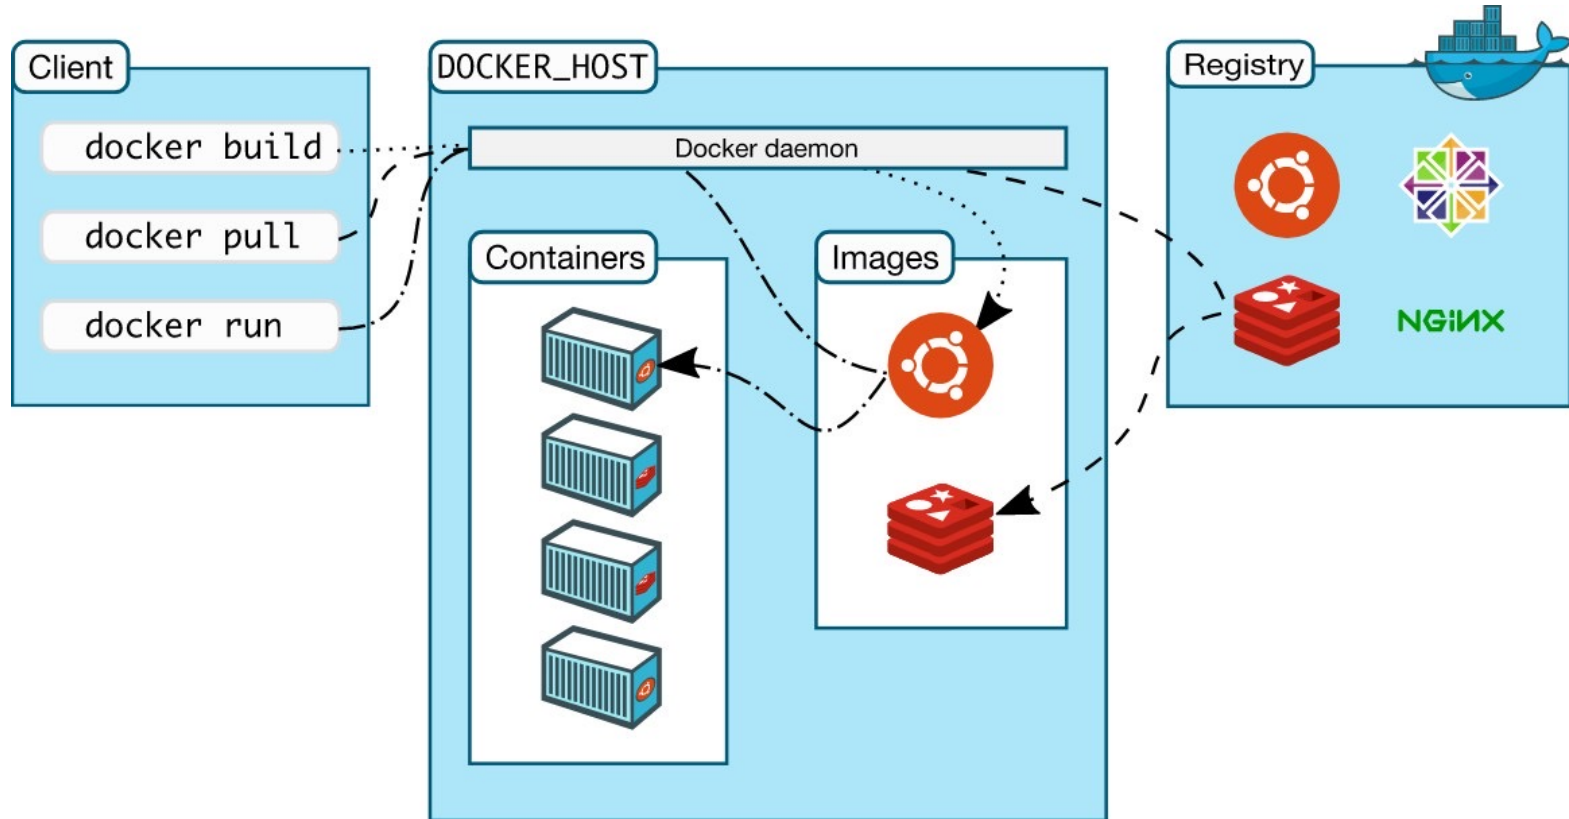 Client
docker build
docker pull
docker run
DOCKER_HOST
Docker daemon
Containers
Images
Registry
NGiNX